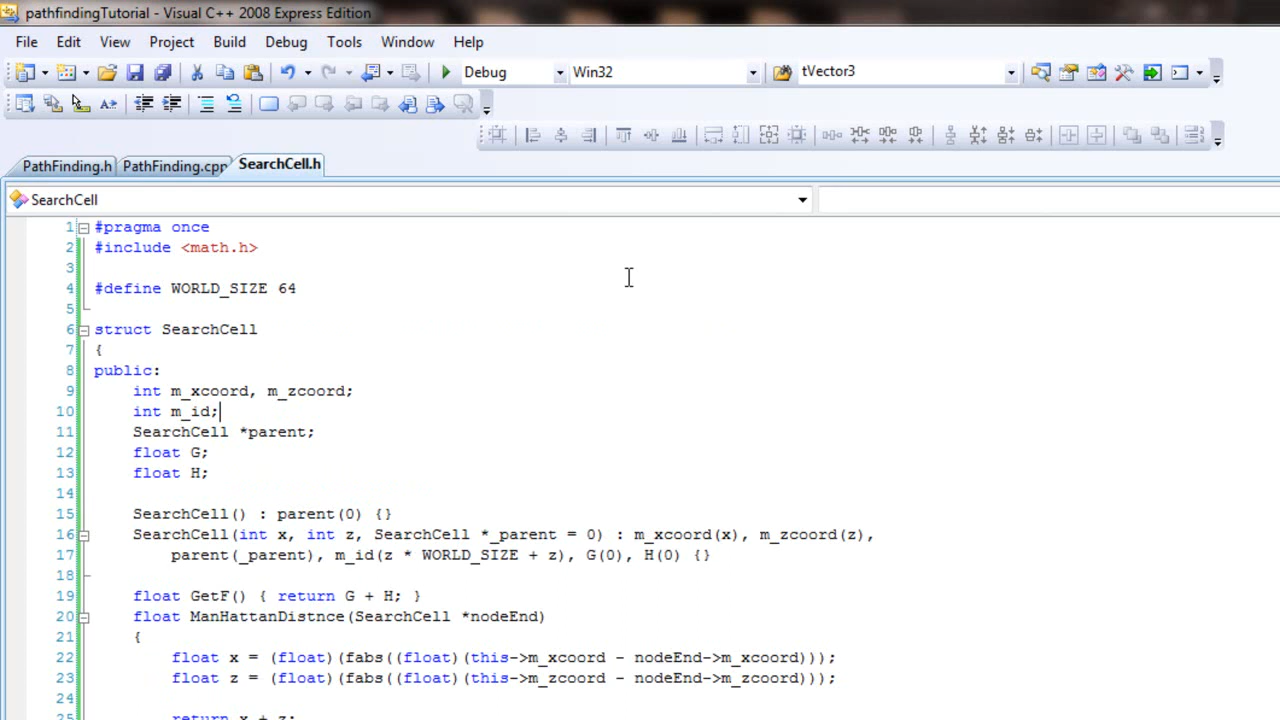 pathfindingTutorial - Visual C++ 2008 Express Edition
File Edit View Project Build Debug Tools Window Help
Debug Win32 tVector3
PathFinding.h PathFinding.cpp SearchCell.h
SearchCell
1 #pragma once
2 #include <math.h>
3
4 #define WORLD_SIZE 64
5
6 struct SearchCell
7 {
8 public:
9 int m_xcoord, m_zcoord;
10 int m_id;
11 SearchCell *parent;
12 float G;
13 float H;
14
15 SearchCell() : parent(0) {}
16 SearchCell(int x, int z, SearchCell *_parent = 0) : m_xcoord(x), m_zcoord(z),
17 parent(_parent), m_id(z * WORLD_SIZE + z), G(0), H(0) {}
18
19 float GetF() { return G + H; }
20 float ManHattanDistnce(SearchCell *nodeEnd)
21 {
22 float x = (float)(fabs((float)(this->m_xcoord - nodeEnd->m_xcoord)));
23 float z = (float)(fabs((float)(this->m_zcoord - nodeEnd->m_zcoord)));
24
25 return x + z;